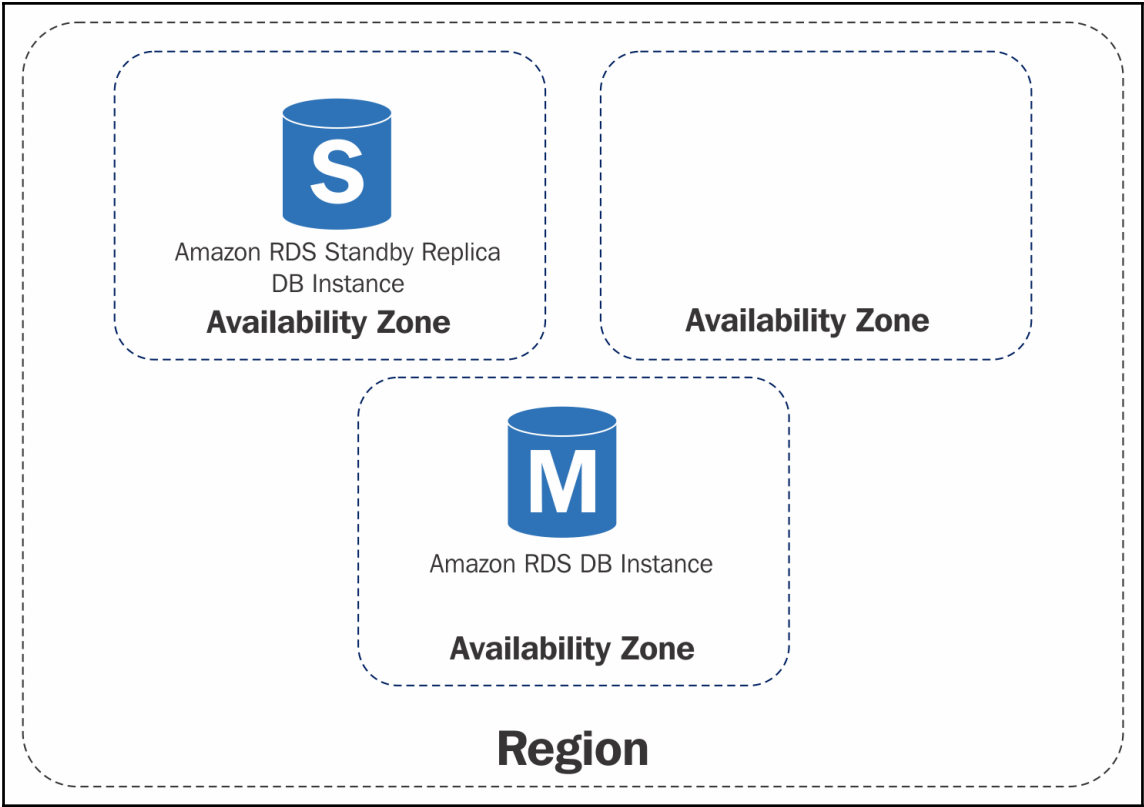 S
Amazon RDS Standby Replica
DB Instance
Availability Zone
Availability Zone
M
Amazon RDS DB Instance
Availability Zone
Region